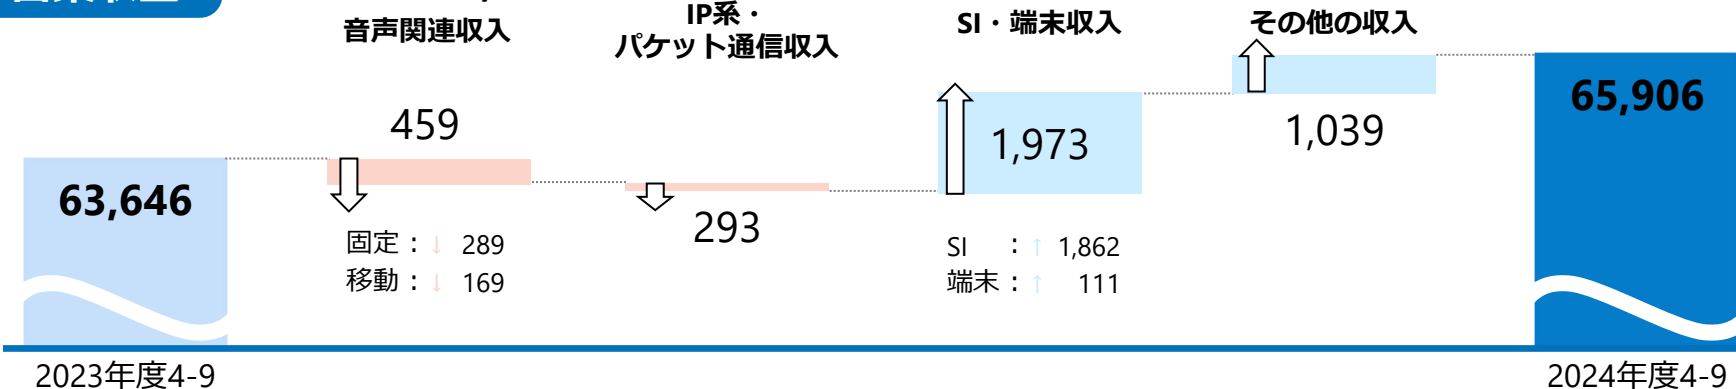 音声関連収入
IP系・
パケット通信収入
SI・端末収入
その他の収入
63,646
459
固定：↓ 289
移動：↓ 169
293
1,973
SI ：↑ 1,862
端末：↑ 111
1,039
65,906
2023年度4-9
2024年度4-9